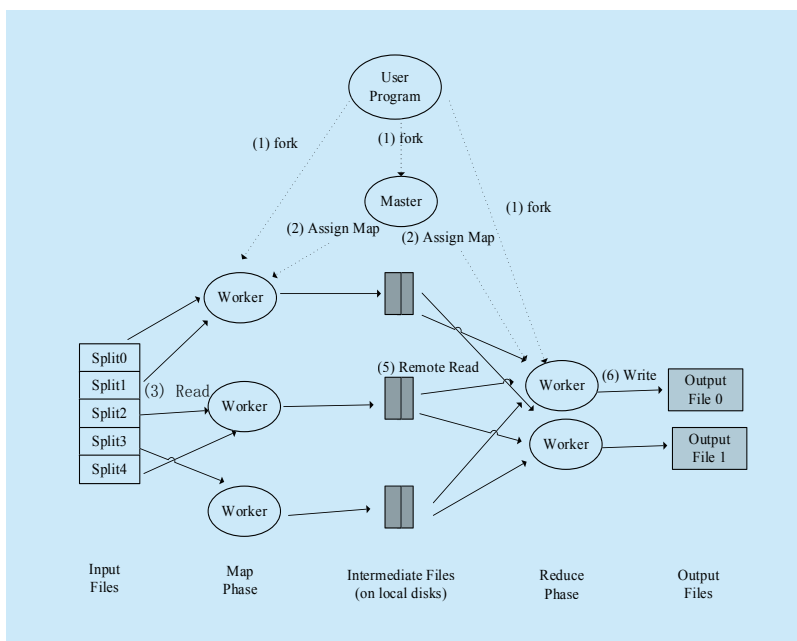 User
Program
(1) fork
(1) fork
Master
(1) fork
(2) Assign Map
(2) Assign Map
Worker
Split0
Split1
(3) Read
Split2
Split3
Split4
Worker
Worker
(5) Remote Read
Worker
(6) Write
Output
File 0
Worker
Output
File 1
Input
Files
Map
Phase
Intermediate Files
(on local disks)
Reduce
Phase
Output
Files